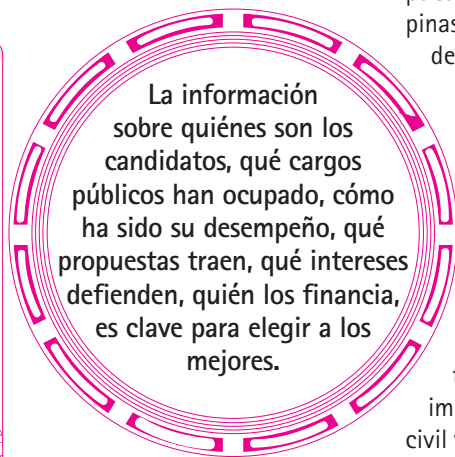 pinas
de
La información
sobre quiénes son los
candidatos, qué cargos
públicos han ocupado, cómo
ha sido su desempeño, qué
propuestas traen, qué intereses
defienden, quién los financia,
es clave para elegir a los
mejores.
im
civil